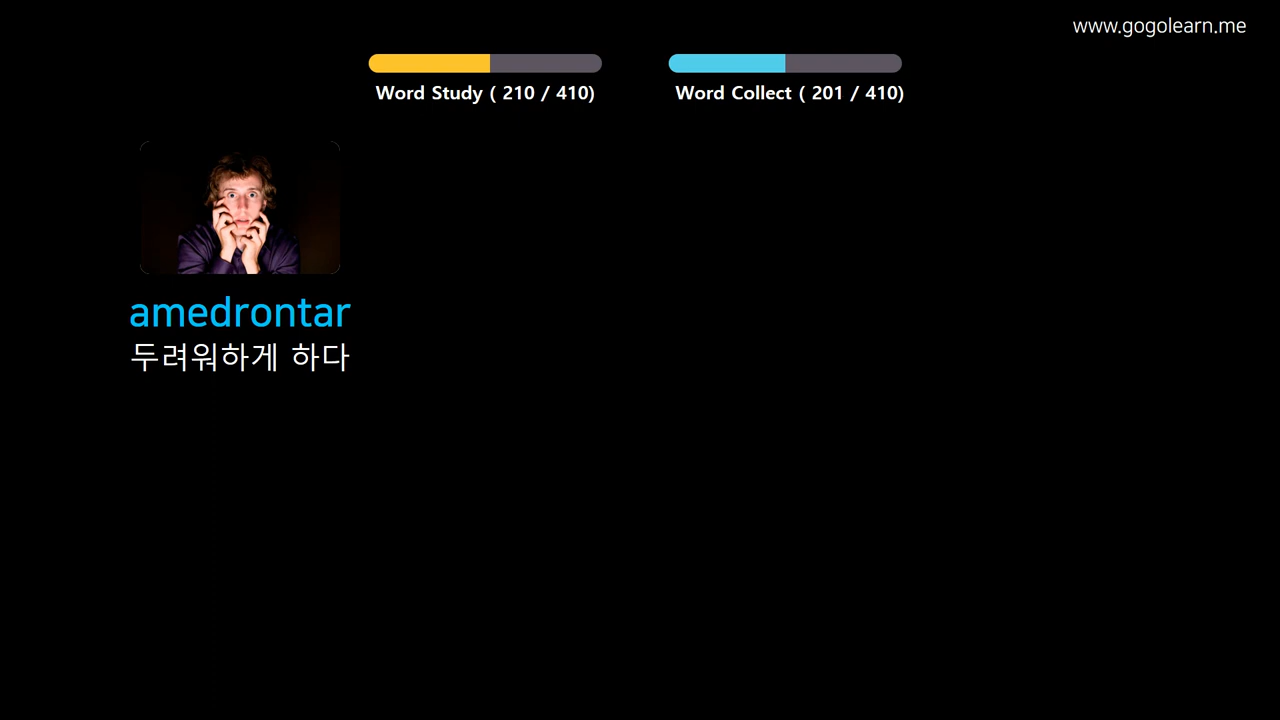 www.gogolearn.me
Word Study ( 210 / 410)
Word Collect ( 201 / 410)
amedrontar
두려워하게 하다